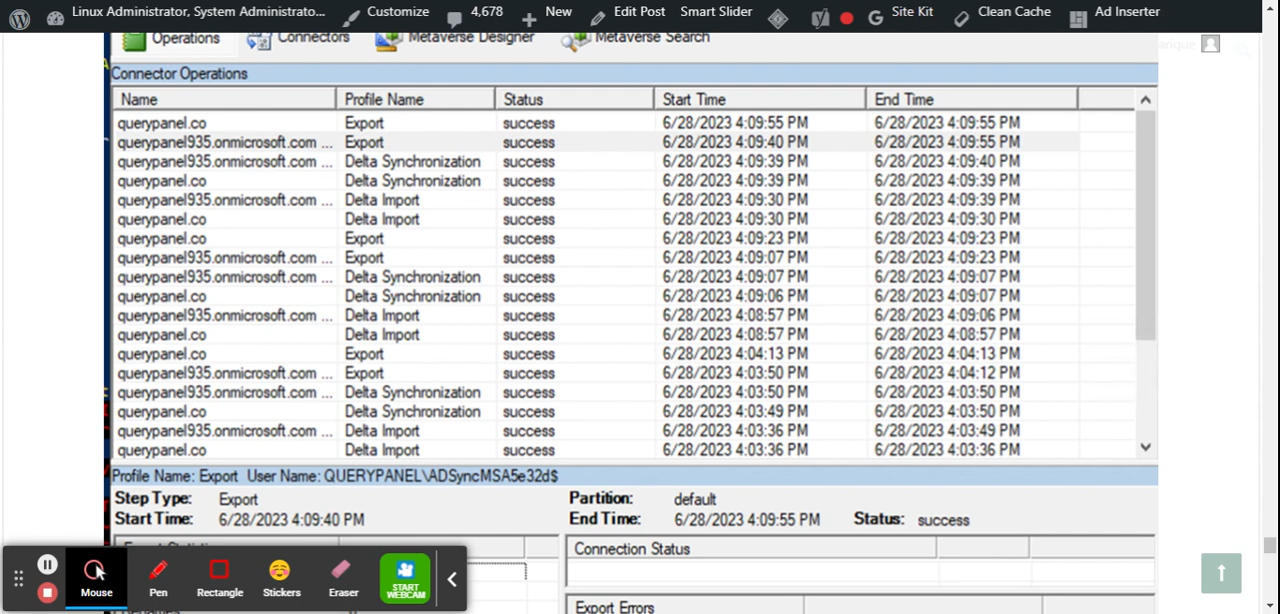 Linux Administrator, System Administrato... Customize 4,678 New Edit Post Smart Slider Site Kit Clean Cache Ad Inserter
Operations Connectors Metaverse Designer Metaverse Search
Connector Operations
Name Profile Name Status Start Time End Time
querypanel.co Export success 6/28/2023 4:09:55 PM 6/28/2023 4:09:55 PM
querypanel935.onmicrosoft.com ... Export success 6/28/2023 4:09:40 PM 6/28/2023 4:09:55 PM
querypanel935.onmicrosoft.com ... Delta Synchronization success 6/28/2023 4:09:39 PM 6/28/2023 4:09:40 PM
querypanel.co Delta Synchronization success 6/28/2023 4:09:39 PM 6/28/2023 4:09:39 PM
querypanel935.onmicrosoft.com ... Delta Import success 6/28/2023 4:09:30 PM 6/28/2023 4:09:39 PM
querypanel.co Delta Import success 6/28/2023 4:09:30 PM 6/28/2023 4:09:30 PM
querypanel.co Export success 6/28/2023 4:09:23 PM 6/28/2023 4:09:23 PM
querypanel935.onmicrosoft.com ... Export success 6/28/2023 4:09:07 PM 6/28/2023 4:09:23 PM
querypanel935.onmicrosoft.com ... Delta Synchronization success 6/28/2023 4:09:07 PM 6/28/2023 4:09:07 PM
querypanel.co Delta Synchronization success 6/28/2023 4:09:06 PM 6/28/2023 4:09:07 PM
querypanel935.onmicrosoft.com ... Delta Import success 6/28/2023 4:08:57 PM 6/28/2023 4:09:06 PM
querypanel.co Delta Import success 6/28/2023 4:08:57 PM 6/28/2023 4:08:57 PM
querypanel.co Export success 6/28/2023 4:04:13 PM 6/28/2023 4:04:13 PM
querypanel935.onmicrosoft.com ... Export success 6/28/2023 4:03:50 PM 6/28/2023 4:04:12 PM
querypanel935.onmicrosoft.com ... Delta Synchronization success 6/28/2023 4:03:50 PM 6/28/2023 4:03:50 PM
querypanel.co Delta Synchronization success 6/28/2023 4:03:49 PM 6/28/2023 4:03:50 PM
querypanel935.onmicrosoft.com ... Delta Import success 6/28/2023 4:03:36 PM 6/28/2023 4:03:49 PM
querypanel.co Delta Import success 6/28/2023 4:03:36 PM 6/28/2023 4:03:36 PM
Profile Name: Export User Name: QUERYPANEL\ADSyncMSA5e32d$
Step Type: Export Partition: default
Start Time: 6/28/2023 4:09:40 PM End Time: 6/28/2023 4:09:55 PM Status: success
Connection Status
Mouse Pen Rectangle Stickers Eraser START WEBCAM
Export Errors